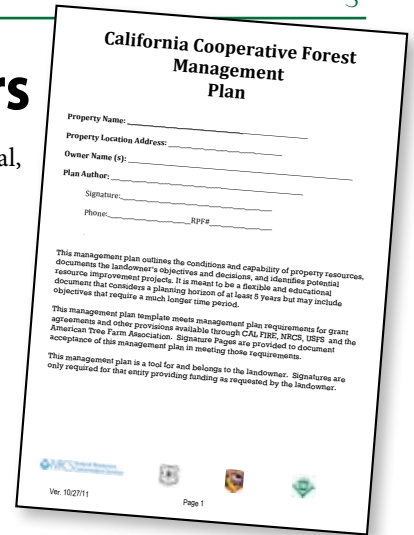 rs
al,
California Cooperative Forest
Management
Plan
Property Name:
Property Location Address:
Owner Name (s):
Plan Author:
Signature:
Phone: RPF#
This management plan outlines the conditions and capability of property resources,
documents the landowner's objectives and decisions, and identifies potential
resource improvement projects. It is meant to be a flexible and educational
document that considers a planning horizon of at least 5 years but may include
objectives that require a much longer time period.
This management plan template meets management plan requirements for grant
agreements and other provisions available through CAL FIRE, NRCS, USFS and the
American Tree Farm Association. Signature Pages are provided to document
acceptance of this management plan in meeting those requirements.
This management plan is a tool for and belongs to the landowner. Signatures are
only required for that entity providing funding as requested by the landowner.
NRCS
Ver. 10/27/11
Page 1